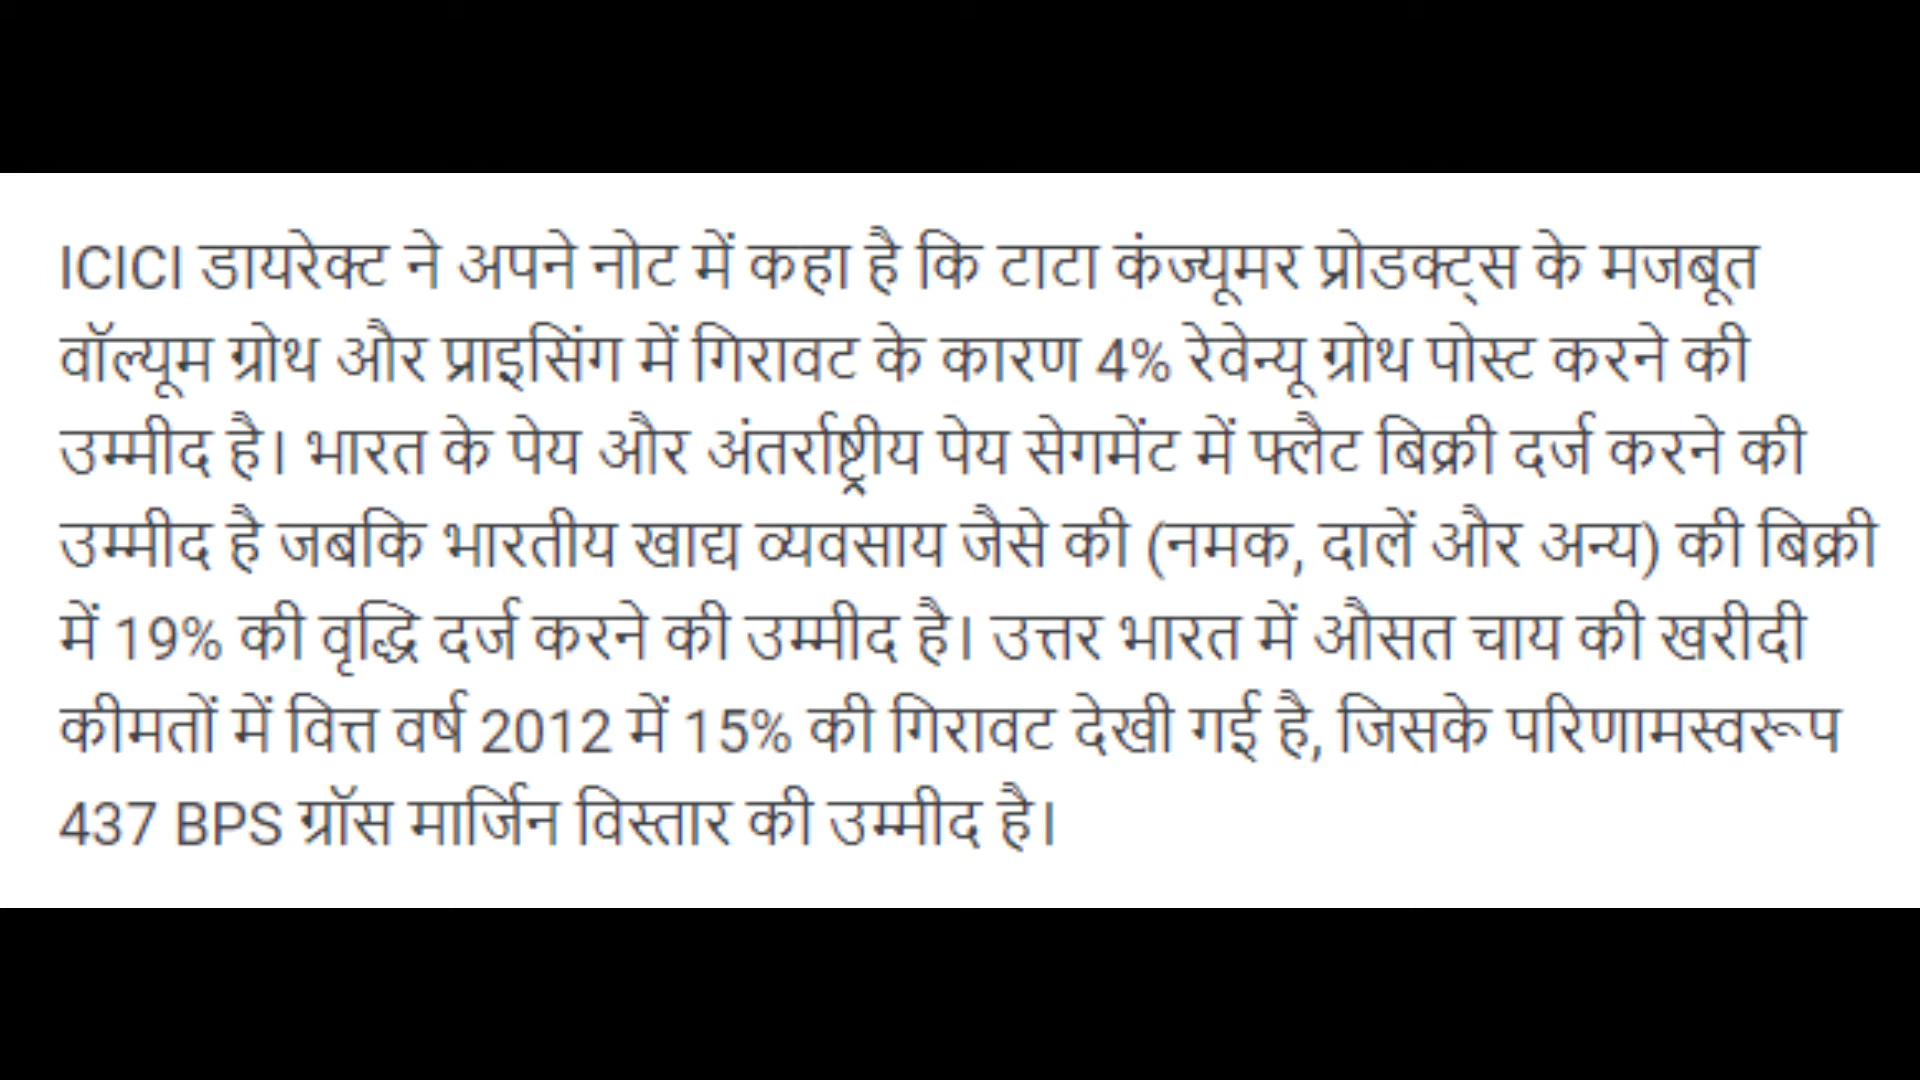 ICICI डायरेक्ट ने अपने नोट में कहा है कि टाटा कंज्यूमर प्रोडक्ट्स के मजबूत
वॉल्यूम ग्रोथ और प्राइसिंग में गिरावट के कारण 4% रेवेन्यू ग्रोथ पोस्ट करने की
उम्मीद है। भारत के पेय और अंतर्राष्ट्रीय पेय सेगमेंट में फ्लैट बिक्री दर्ज करने की
उम्मीद है जबकि भारतीय खाद्य व्यवसाय जैसे की (नमक, दालें और अन्य) की बिक्री
में 19% की वृद्धि दर्ज करने की उम्मीद है। उत्तर भारत में औसत चाय की खरीदी
कीमतों में वित्त वर्ष 2012 में 15% की गिरावट देखी गई है, जिसके परिणामस्वरूप
437 BPS ग्रॉस मार्जिन विस्तार की उम्मीद है।